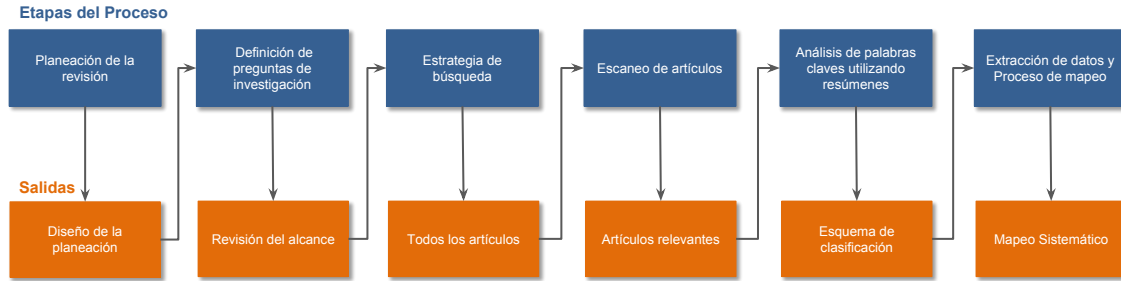 Etapas del Proceso
Planeación de la
revisión
Definición de
preguntas de
investigación
Estrategia de
búsqueda
Escaneo de artículos
Análisis de palabras
claves utilizando
resúmenes
Extracción de datos y
Proceso de mapeo
Salidas
Diseño de la
planeación
Revisión del alcance
Todos los artículos
Artículos relevantes
Esquema de
clasificación
Mapeo Sistemático